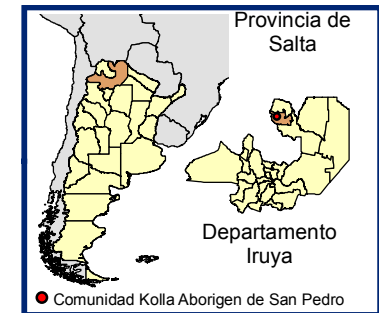 Provincia de
Salta
Departamento
Iruya
Comunidad Kolla Aborigen de San Pedro